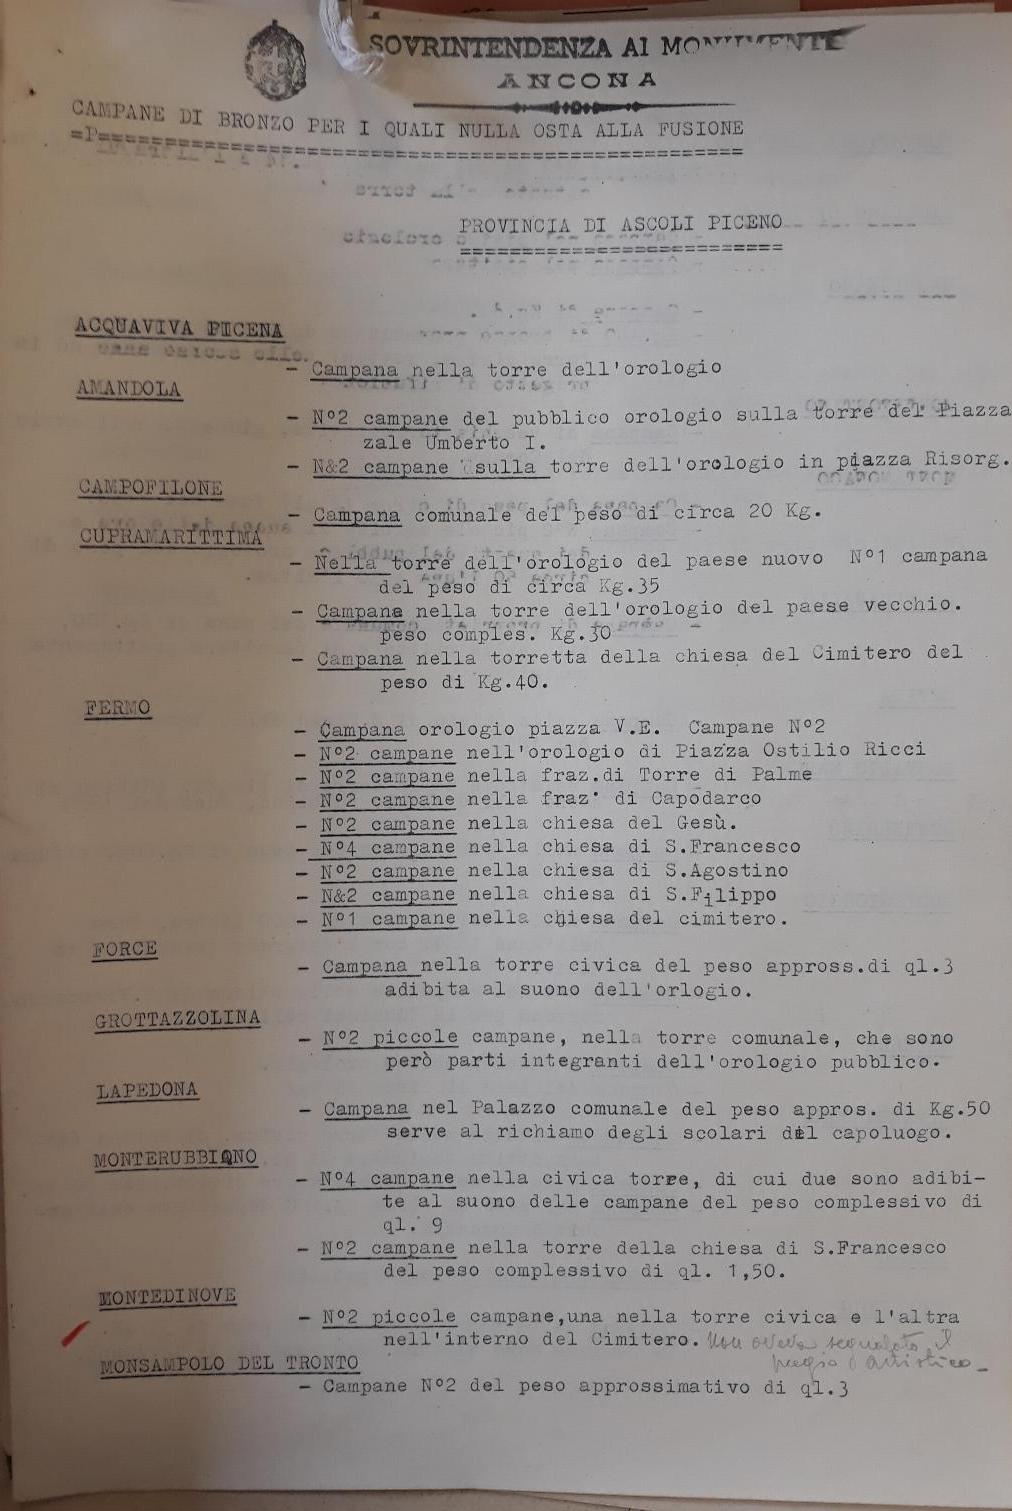 SOVRINTENDENZA AI MONUMENTI
ANCONA
CAMPANE DI BRONZO PER I QUALI NULLA OSTA ALLA FUSIONE
=P==================================================
PROVINCIA DI ASCOLI PICENO
==========================
ACQUAVIVA PICENA
- Campana nella torre dell'orologio
AMANDOLA
- N°2 campane del pubblico orologio sulla torre del Piazza
zale Umberto I.
- N&2 campane sulla torre dell'orologio in piazza Risorg.
CAMPOFILONE
- Campana comunale del peso di circa 20 Kg.
CUPRAMARITTIMA
- Nella torre dell'orologio del paese nuovo N°1 campana
del peso di circa Kg.35
- Campana nella torre dell'orologio del paese vecchio.
peso comples. Kg.30
- Campana nella torretta della chiesa del Cimitero del
peso di Kg.40.
FERMO
- Campana orologio piazza V.E. Campane N°2
- N°2 campane nell'orologio di Piazza Ostilio Ricci
- N°2 campane nella fraz.di Torre di Palme
- N°2 campane nella fraz° di Capodarco
- N°2 campane nella chiesa del Gesù.
- N°4 campane nella chiesa di S.Francesco
- N°2 campane nella chiesa di S.Agostino
- N&2 campane nella chiesa di S.Filippo
- N°1 campane nella chiesa del cimitero.
FORCE
- Campana nella torre civica del peso appross.di ql.3
adibita al suono dell'orlogio.
GROTTAZZOLINA
- N°2 piccole campane, nella torre comunale, che sono
però parti integranti dell'orologio pubblico.
LAPEDONA
- Campana nel Palazzo comunale del peso appros. di Kg.50
serve al richiamo degli scolari del capoluogo.
MONTERUBBIANO
- N°4 campane nella civica torre, di cui due sono adibi-
te al suono delle campane del peso complessivo di
ql. 9
- N°2 campane nella torre della chiesa di S.Francesco
del peso complessivo di ql. 1,50.
MONTEDINOVE
- N°2 piccole campane,una nella torre civica e l'altra
nell'interno del Cimitero. Non aveva segnalato il
pregio artistico -
MONSAMPOLO DEL TRONTO
- Campane N°2 del peso approssimativo di ql.3